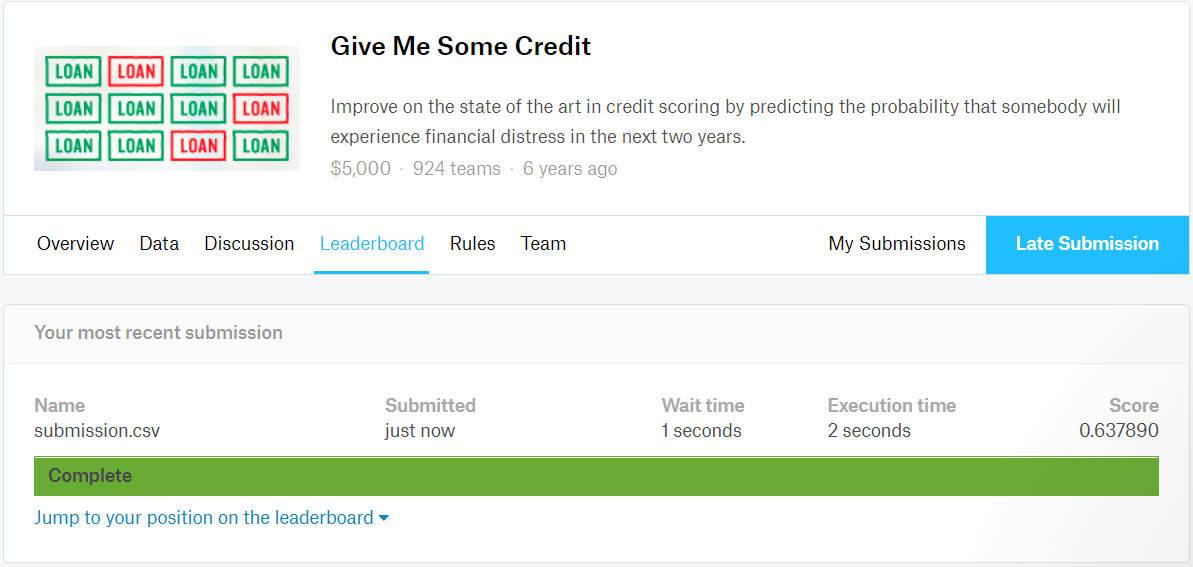 Give Me Some Credit
LOAN LOAN LOAN LOAN
LOAN LOAN LOAN LOAN
LOAN LOAN LOAN LOAN
Improve on the state of the art in credit scoring by predicting the probability that somebody will
experience financial distress in the next two years.
$5,000 · 924 teams · 6 years ago
Overview Data Discussion Leaderboard Rules Team My Submissions Late Submission
Your most recent submission
Name Submitted Wait time Execution time Score
submission.csv just now 1 seconds 2 seconds 0.637890
Complete
Jump to your position on the leaderboard